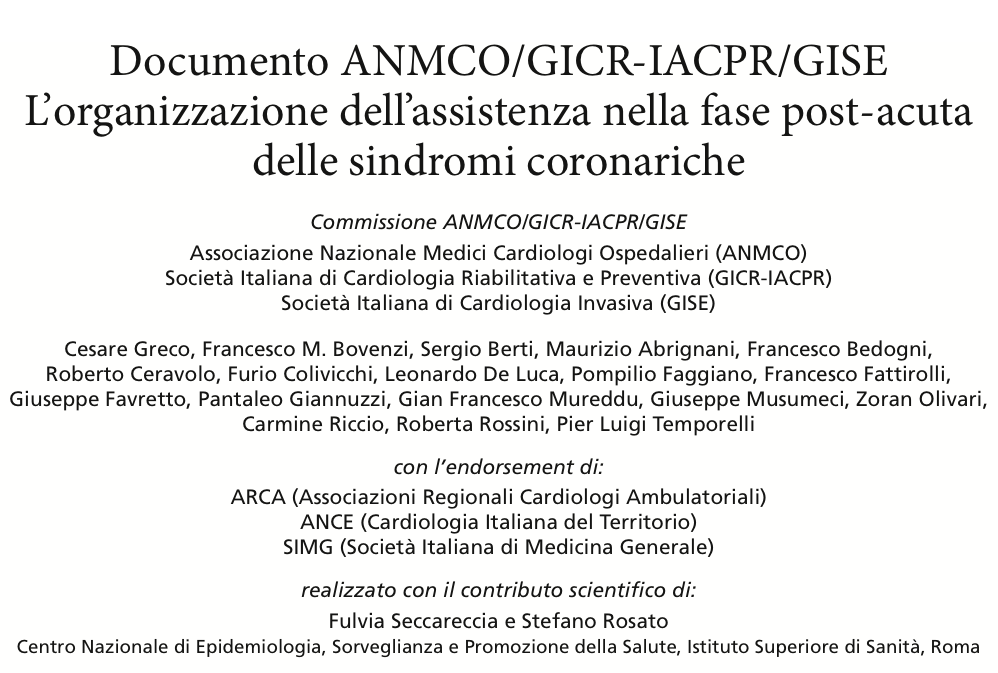 Documento ANMCO/GICR-IACPR/GISE
L'organizzazione dell'assistenza nella fase post-acuta
delle sindromi coronariche
Commissione ANMCO/GICR-IACPR/GISE
Associazione Nazionale Medici Cardiologi Ospedalieri (ANMCO)
Società Italiana di Cardiologia Riabilitativa e Preventiva (GICR-IACPR)
Società Italiana di Cardiologia Invasiva (GISE)
Cesare Greco, Francesco M. Bovenzi, Sergio Berti, Maurizio Abrignani, Francesco Bedogni,
Roberto Ceravolo, Furio Colivicchi, Leonardo De Luca, Pompilio Faggiano, Francesco Fattirolli,
Giuseppe Favretto, Pantaleo Giannuzzi, Gian Francesco Mureddu, Giuseppe Musumeci, Zoran Olivari,
Carmine Riccio, Roberta Rossini, Pier Luigi Temporelli
con l'endorsement di:
ARCA (Associazioni Regionali Cardiologi Ambulatoriali)
ANCE (Cardiologia Italiana del Territorio)
SIMG (Società Italiana di Medicina Generale)
realizzato con il contributo scientifico di:
Fulvia Seccareccia e Stefano Rosato
Centro Nazionale di Epidemiologia, Sorveglianza e Promozione della Salute, Istituto Superiore di Sanità, Roma